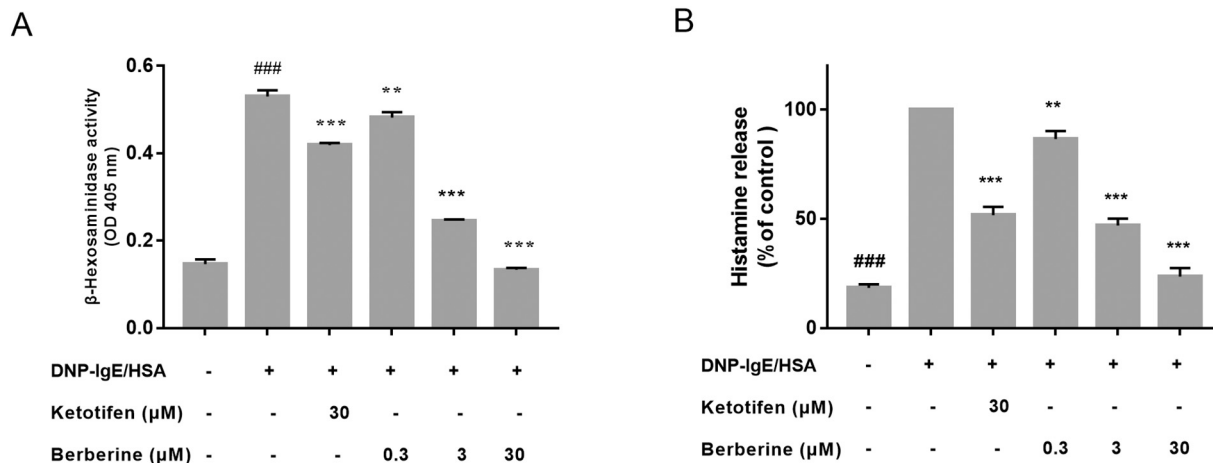 A
β-Hexosaminidase activity
(OD 405 nm)
0.6
0.4
0.2
0.0
###
***
**
***
***
DNP-IgE/HSA - + + + + +
Ketotifen (μM) - - 30 - - -
Berberine (μM) - - - 0.3 3 30
B
Histamine release
(% of control )
100
50
0
###
***
**
***
***
DNP-IgE/HSA - + + + + +
Ketotifen (μM) - - 30 - - -
Berberine (μM) - - - 0.3 3 30